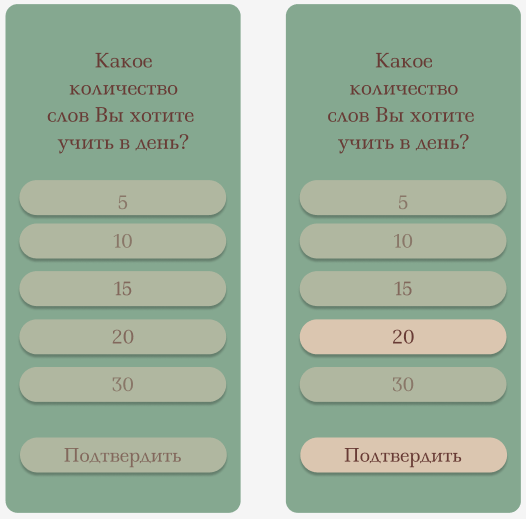 Какое
количество
слов Вы хотите
учить в день?
5
10
15
20
30
Подтвердить
Какое
количество
слов Вы хотите
учить в день?
5
10
15
20
30
Подтвердить